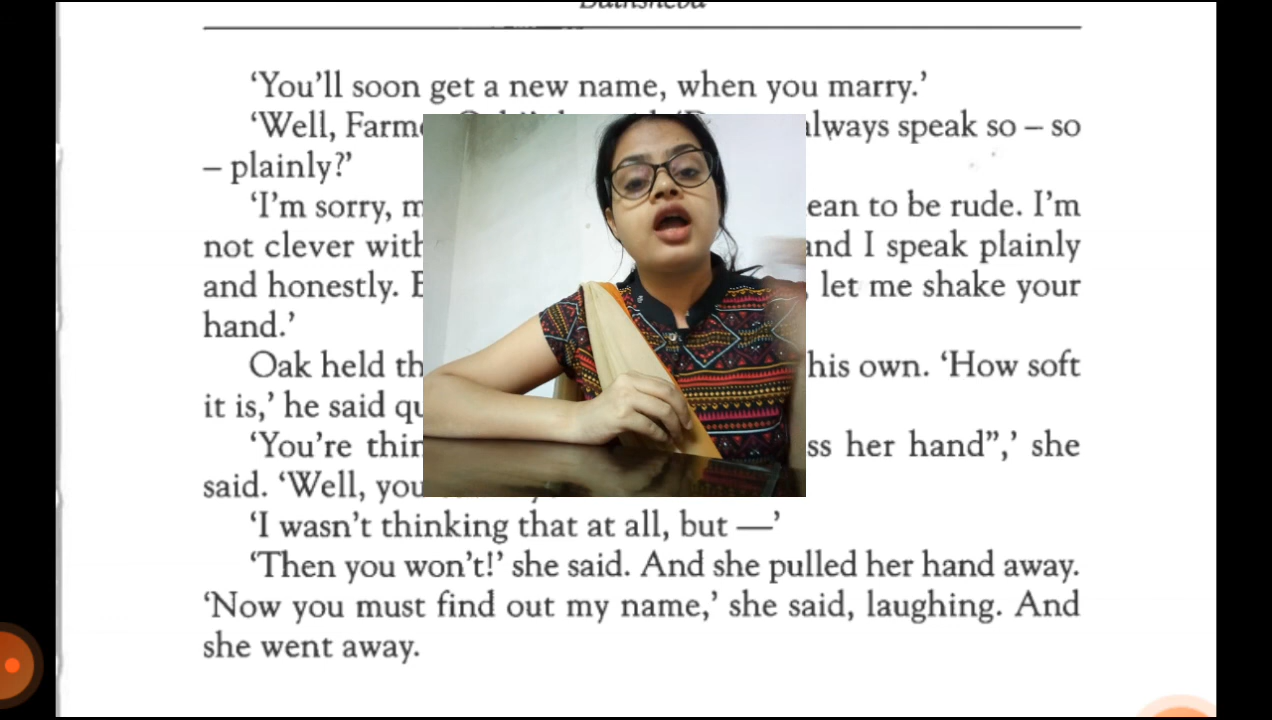 ‘You’ll soon get a new name, when you marry.’
‘Well, Farme always speak so – so
– plainly?’
‘I’m sorry, m ean to be rude. I’m
not clever with and I speak plainly
and honestly. let me shake your
hand.’
Oak held th his own. ‘How soft
it is,’ he said qu
‘You’re thin ss her hand”,’ she
said. ‘Well, you
‘I wasn’t thinking that at all, but —’
‘Then you won’t!’ she said. And she pulled her hand away.
‘Now you must find out my name,’ she said, laughing. And
she went away.